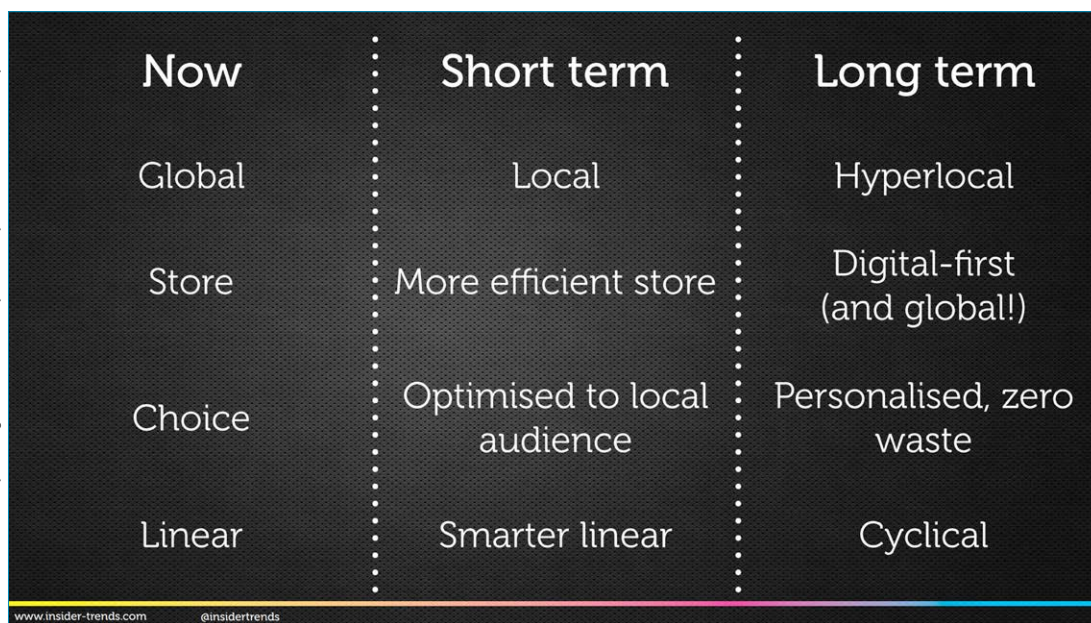 Now
Short term
Long term
Global
Local
Hyperlocal
Store
More efficient store
Digital-first
(and global!)
Choice
Optimised to local
audience
Personalised, zero
waste
Linear
Smarter linear
Cyclical
www.insider-trends.com
@insidertrends